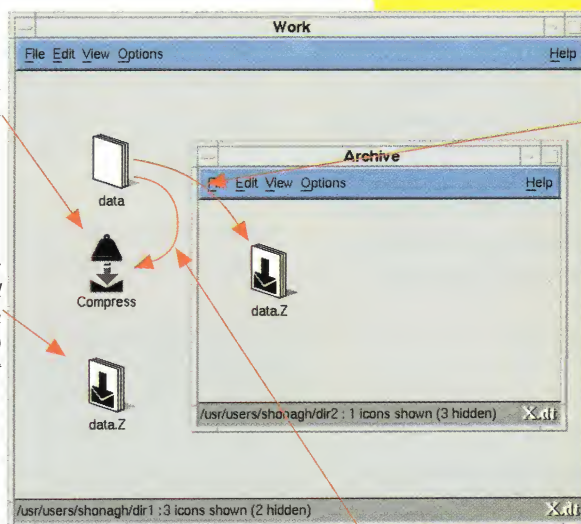 Work
File Edit View Options Help
data
Compress
data.Z
/usr/users/shonagh/dir1 :3 icons shown (2 hidden) X.dt
Archive
Edit View Options Help
data.Z
/usr/users/shonagh/dir2 : 1 icons shown (3 hidden) X.dt